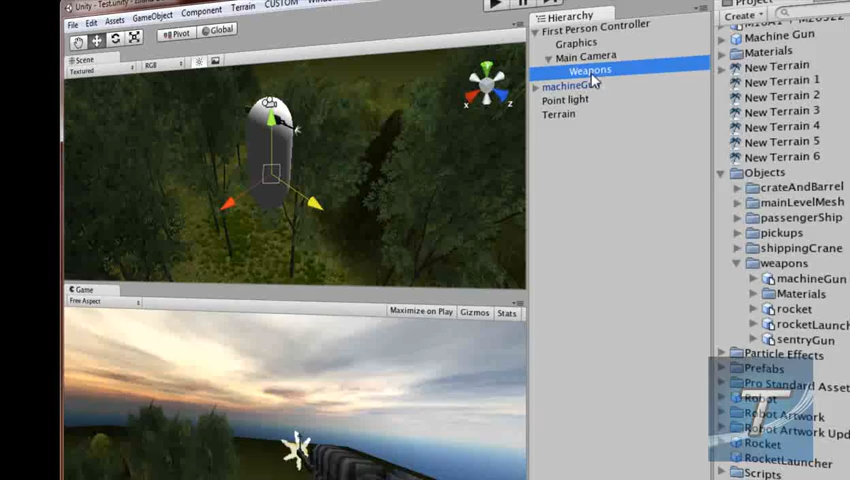 Unity - Test.unity -
File Edit Assets GameObject Component Terrain CUSTOM
Pivot Global
Scene
Textured RGB
x z
Game
Free Aspect Maximize on Play Gizmos Stats
Hierarchy
First Person Controller
Graphics
Main Camera
Weapons
machineGun
Point light
Terrain
Project
Create
Machine Gun
Materials
New Terrain
New Terrain 1
New Terrain 2
New Terrain 3
New Terrain 4
New Terrain 5
New Terrain 6
Objects
crateAndBarrel
mainLevelMesh
passengerShip
pickups
shippingCrane
weapons
machineGun
Materials
rocket
rocketLaunch
sentryGun
Particle Effects
Prefabs
Pro Standard Asset
Robot
Robot Artwork
Robot Artwork Upd
Rocket
RocketLauncher
Scripts